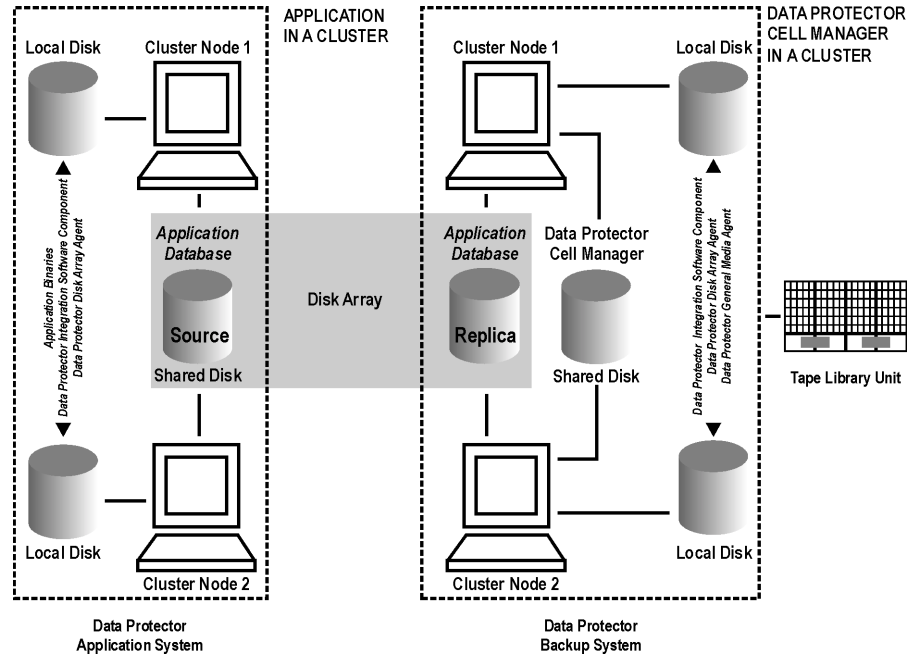 APPLICATION
IN A CLUSTER
DATA PROTECTOR
CELL MANAGER
IN A CLUSTER
Local Disk
Cluster Node 1
Cluster Node 1
Local Disk
Application Binaries
Data Protector Integration Software Component
Data Protector Disk Array Agent
Application
Database
Source
Shared Disk
Disk Array
Application
Database
Replica
Data Protector
Cell Manager
Shared Disk
Data Protector Integration Software Component
Data Protector Disk Array Agent
Data Protector General Media Agent
Tape Library Unit
Local Disk
Cluster Node 2
Cluster Node 2
Local Disk
Data Protector
Application System
Data Protector
Backup System